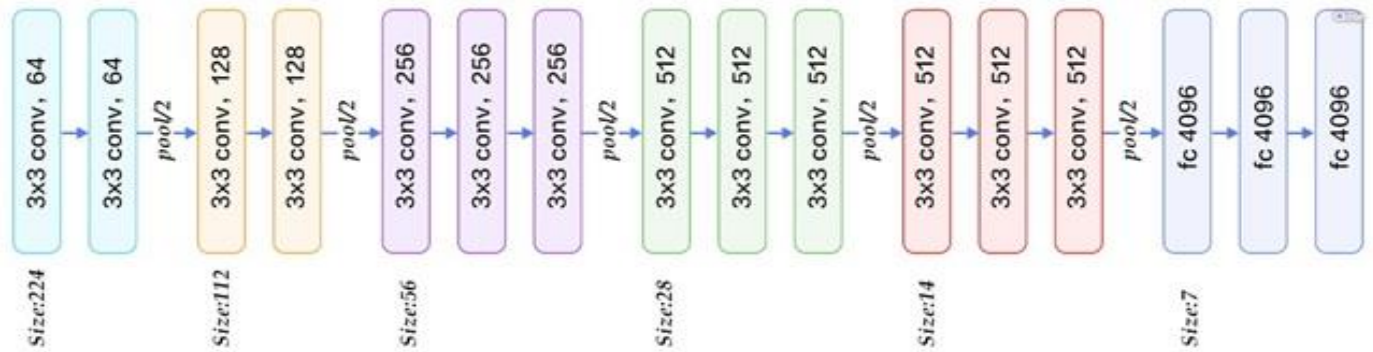 3x3 conv, 64
3x3 conv, 64
pool/2
3x3 conv, 128
3x3 conv, 128
pool/2
3x3 conv, 256
3x3 conv, 256
3x3 conv, 256
pool/2
3x3 conv, 512
3x3 conv, 512
3x3 conv, 512
pool/2
3x3 conv, 512
3x3 conv, 512
3x3 conv, 512
pool/2
fc 4096
fc 4096
fc 4096
Size:224
Size:112
Size:56
Size:28
Size:14
Size:7